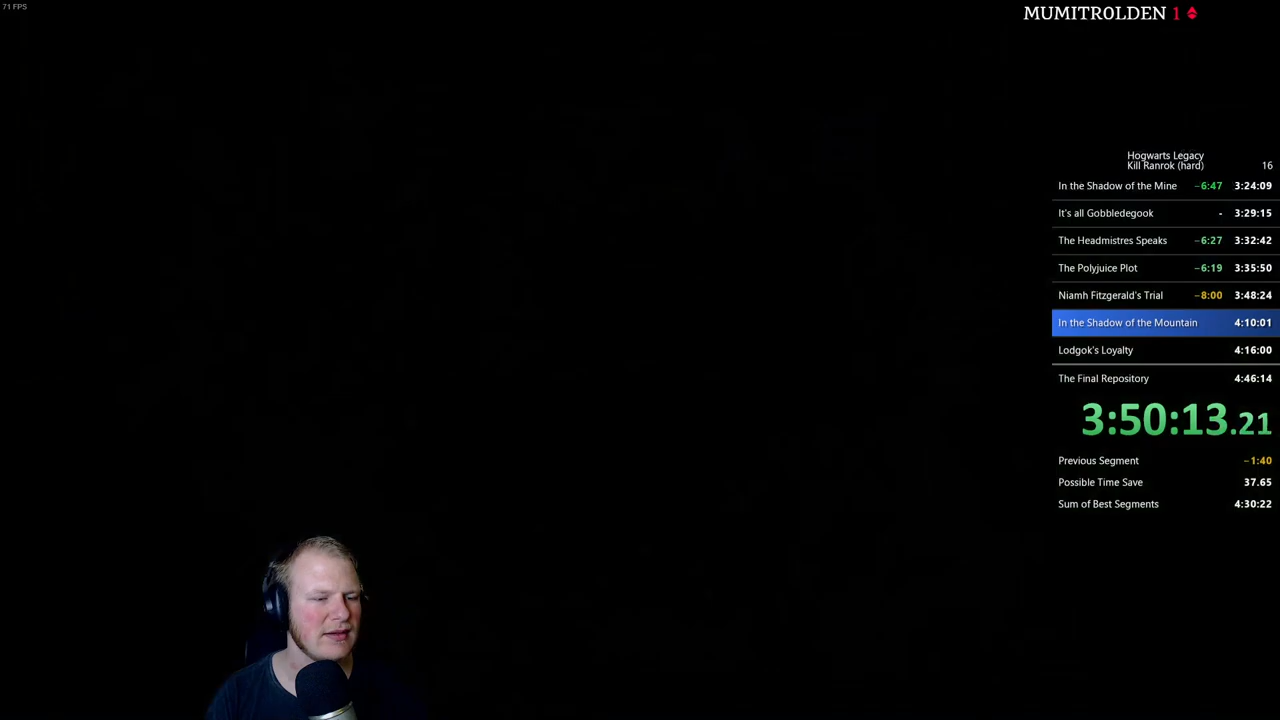 71 FPS
MUMITR0LDEN 1
Hogwarts Legacy
Kill Ranrok (hard) 16
In the Shadow of the Mine -6:47 3:24:09
It's all Gobbledegook - 3:29:15
The Headmistres Speaks -6:27 3:32:42
The Polyjuice Plot -6:19 3:35:50
Niamh Fitzgerald's Trial -8:00 3:48:24
In the Shadow of the Mountain 4:10:01
Lodgok's Loyalty 4:16:00
The Final Repository 4:46:14
3:50:13.21
Previous Segment -1:40
Possible Time Save 37.65
Sum of Best Segments 4:30:22